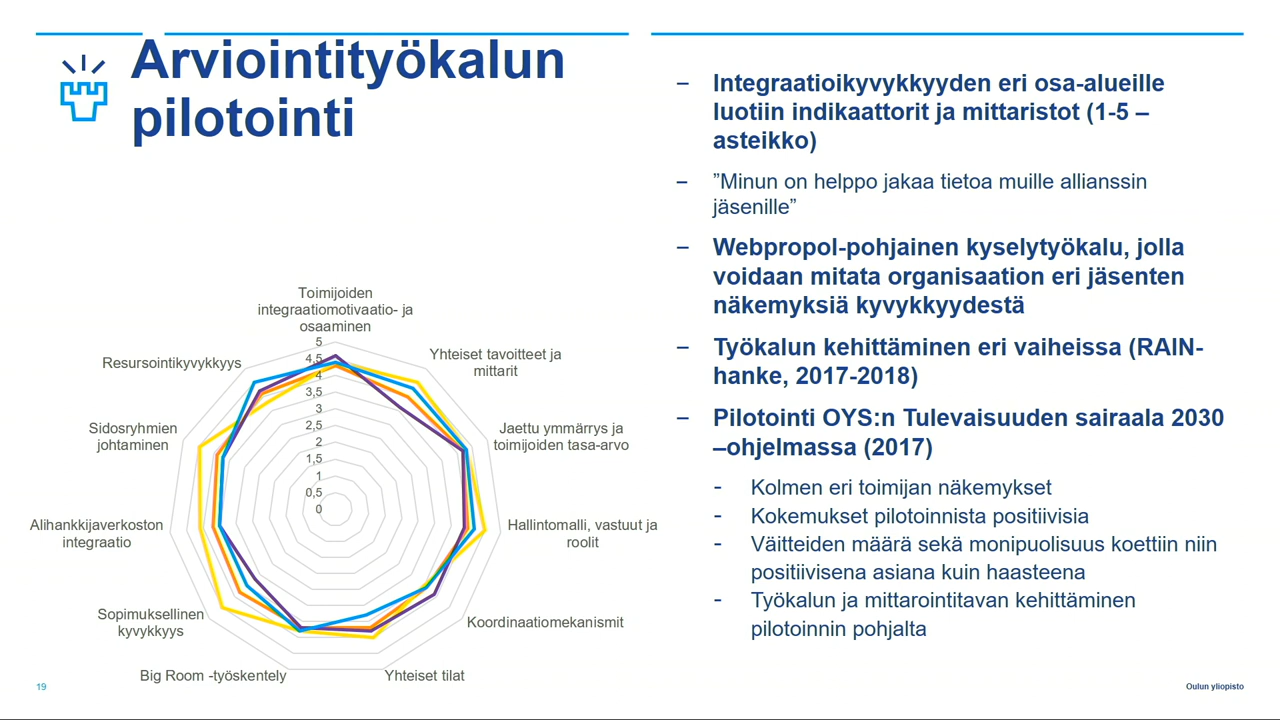 Arviointityökalun
pilotointi
– Integraatioikyvykkyyden eri osa-alueille
luotiin indikaattorit ja mittaristot (1-5 –
asteikko)
– ”Minun on helppo jakaa tietoa muille allianssin
jäsenille”
– Webpropol-pohjainen kyselytyökalu, jolla
voidaan mitata organisaation eri jäsenten
näkemyksiä kyvykkyydestä
– Työkalun kehittäminen eri vaiheissa (RAIN-
hanke, 2017-2018)
– Pilotointi OYS:n Tulevaisuuden sairaala 2030
–ohjelmassa (2017)
- Kolmen eri toimijan näkemykset
- Kokemukset pilotoinnista positiivisia
- Väitteiden määrä sekä monipuolisuus koettiin niin
positiivisena asiana kuin haasteena
- Työkalun ja mittarointitavan kehittäminen
pilotoinnin pohjalta
Toimijoiden
integraatiomotivaatio- ja
osaaminen
Yhteiset tavoitteet ja
mittarit
Jaettu ymmärrys ja
toimijoiden tasa-arvo
Hallintomalli, vastuut ja
roolit
Koordinaatiomekanismit
Yhteiset tilat
Big Room -työskentely
Sopimuksellinen
kyvykkyys
Alihankkijaverkoston
integraatio
Sidosryhmien
johtaminen
Resursointikyvykkyys
5
4,5
4
3,5
3
2,5
2
1,5
1
0,5
0
19
Oulun yliopisto